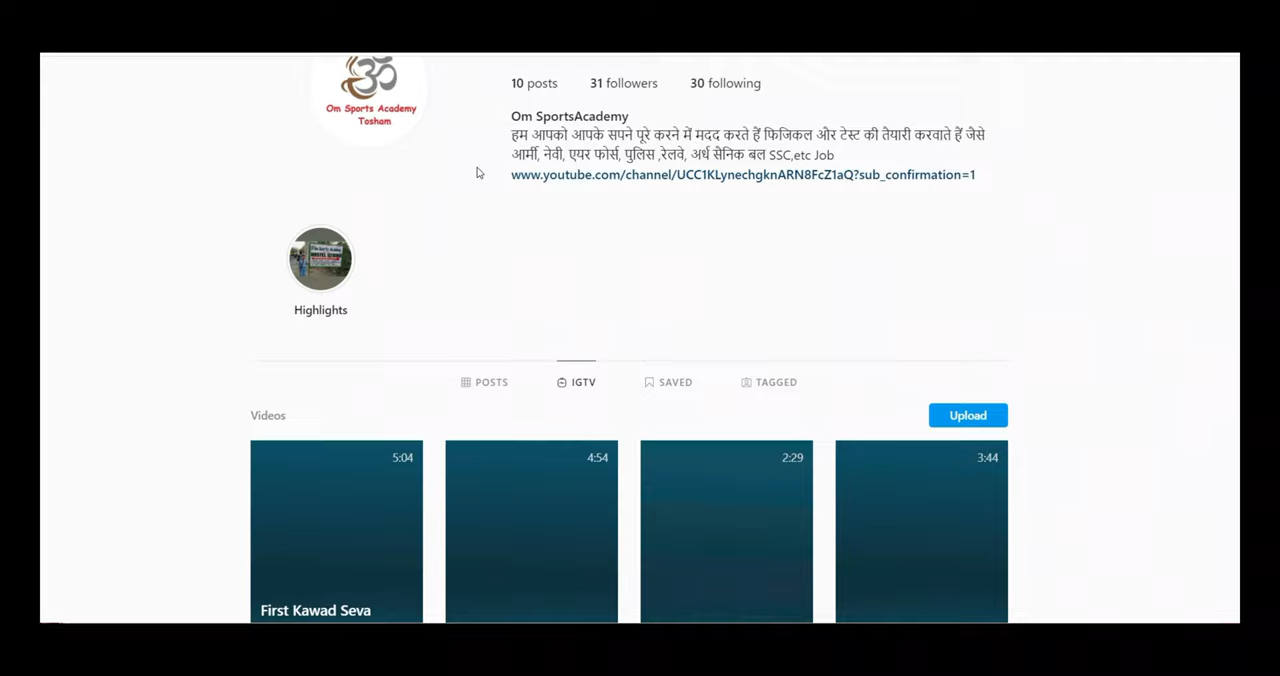 Om Sports Academy
Tosham
10 posts 31 followers 30 following
Om SportsAcademy
हम आपको आपके सपने पूरे करने में मदद करते हैं फिजिकल और टेस्ट की तैयारी करवाते हैं जैसे
आर्मी, नेवी, एयर फोर्स, पुलिस ,रेलवे, अर्ध सैनिक बल SSC,etc Job
www.youtube.com/channel/UCC1KLynechgknARN8FcZ1aQ?sub_confirmation=1
Highlights
POSTS IGTV SAVED TAGGED
Videos Upload
5:04 4:54 2:29 3:44
First Kawad Seva